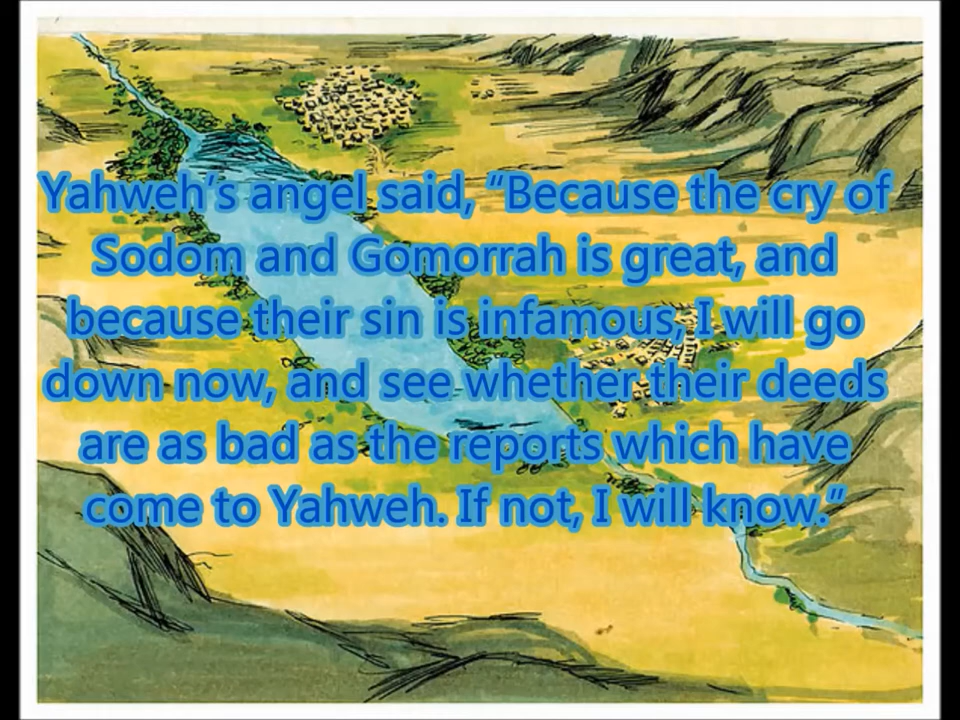 Yahweh’s angel said, “Because the cry of
Sodom and Gomorrah is great, and
because their sin is infamous, I will go
down now, and see whether their deeds
are as bad as the reports which have
come to Yahweh. If not, I will know.”